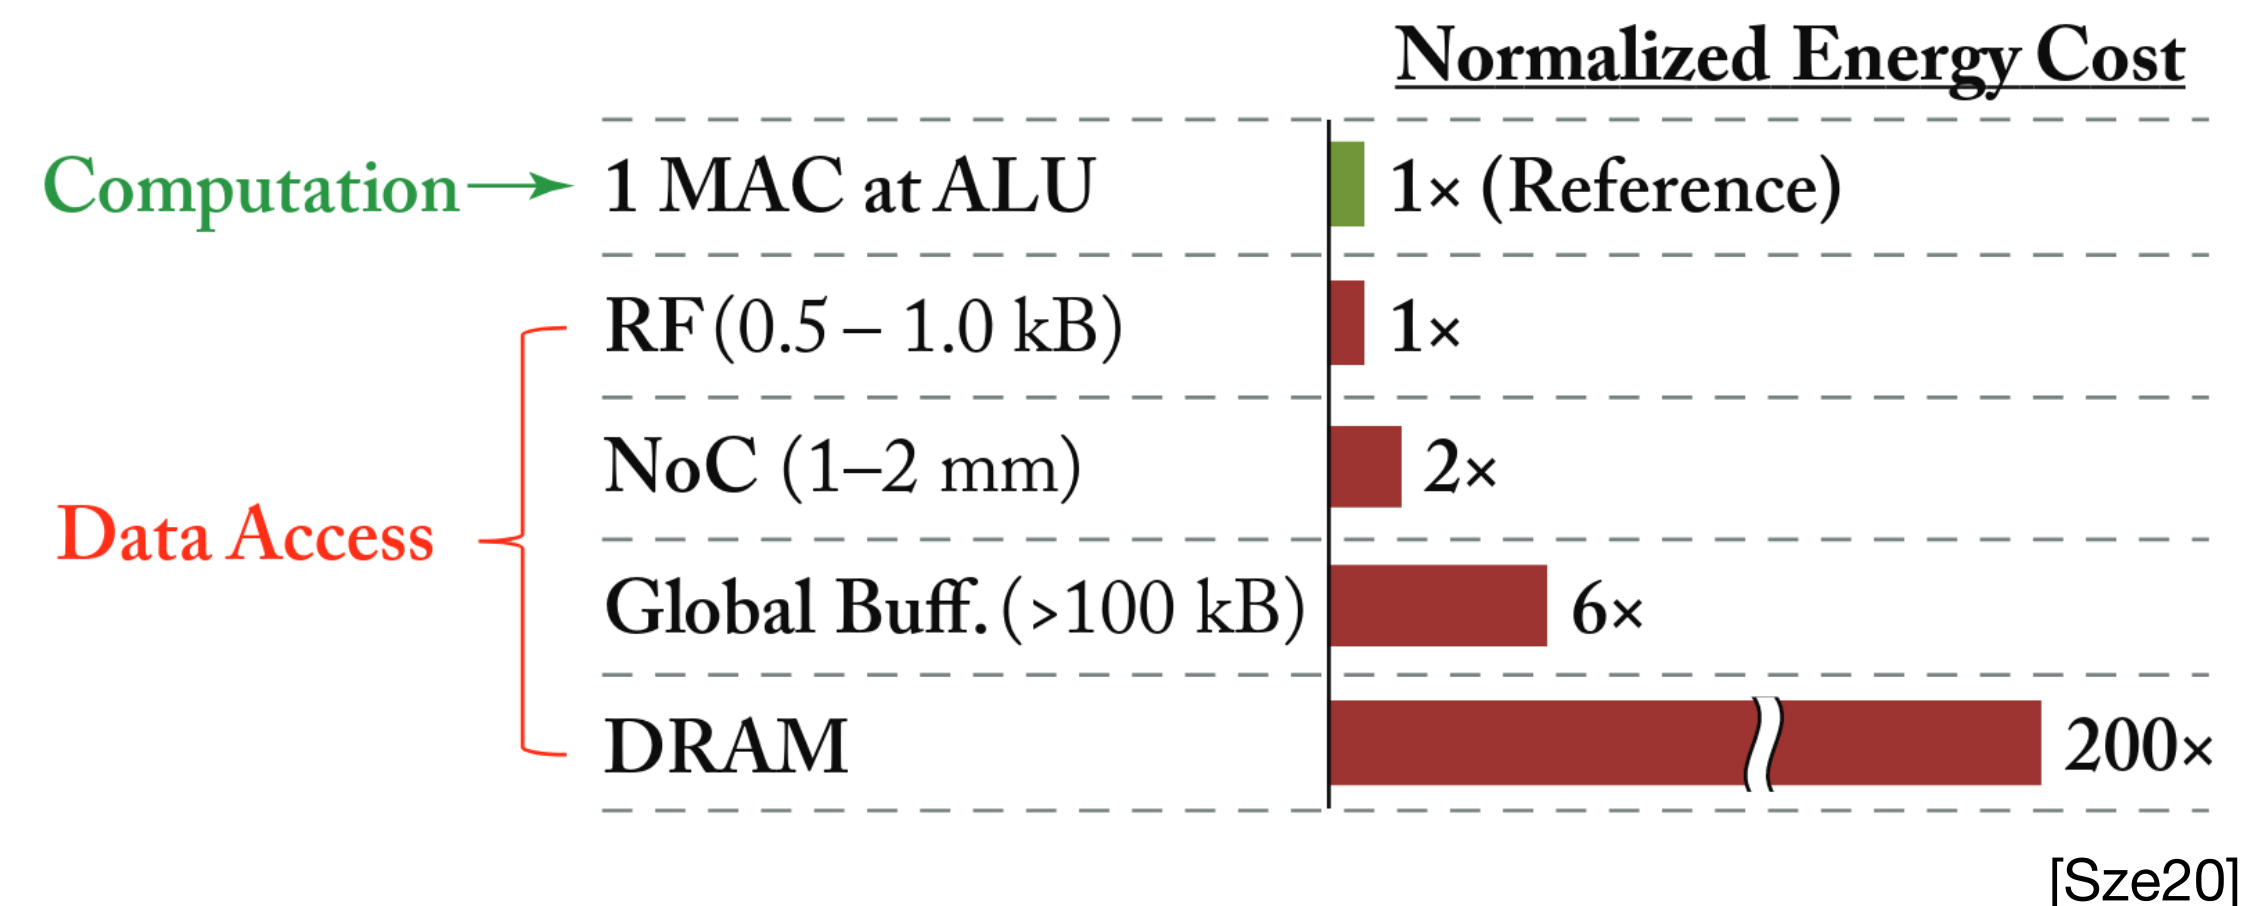 Normalized Energy Cost
Computation
1 MAC at ALU
1× (Reference)
RF (0.5 – 1.0 kB)
1×
NoC (1–2 mm)
2×
Data Access
Global Buff. (>100 kB)
6×
DRAM
200×
[Sze20]